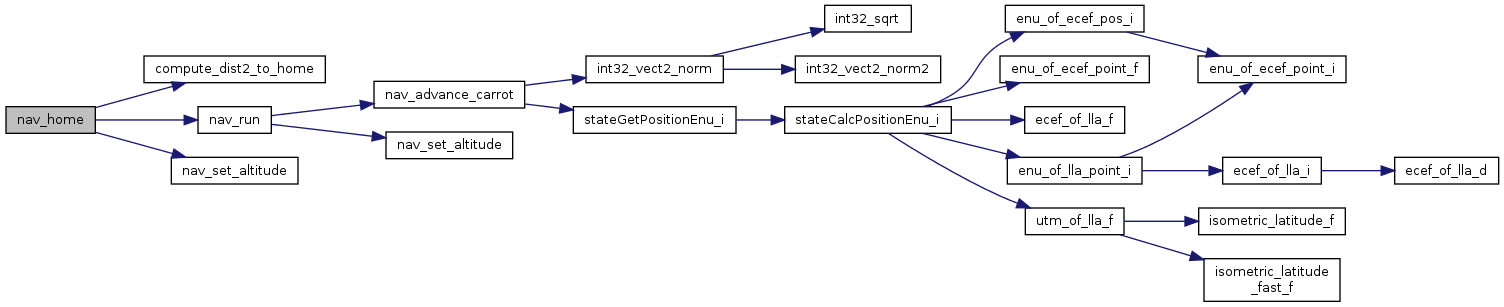 nav_home
compute_dist2_to_home
nav_run
nav_set_altitude
nav_advance_carrot
nav_set_altitude
int32_vect2_norm
stateGetPositionEnu_i
int32_sqrt
int32_vect2_norm2
stateCalcPositionEnu_i
enu_of_ecef_pos_i
enu_of_ecef_point_f
ecef_of_lla_f
enu_of_lla_point_i
utm_of_lla_f
enu_of_ecef_point_i
ecef_of_lla_i
isometric_latitude_f
isometric_latitude
_fast_f
ecef_of_lla_d